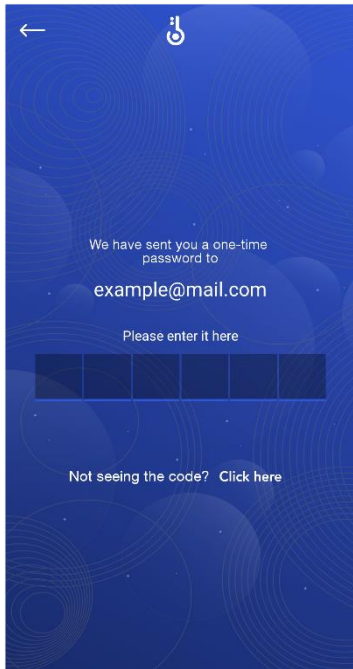 We have sent you a one-time
password to
example@mail.com
Please enter it here
Not seeing the code? Click here